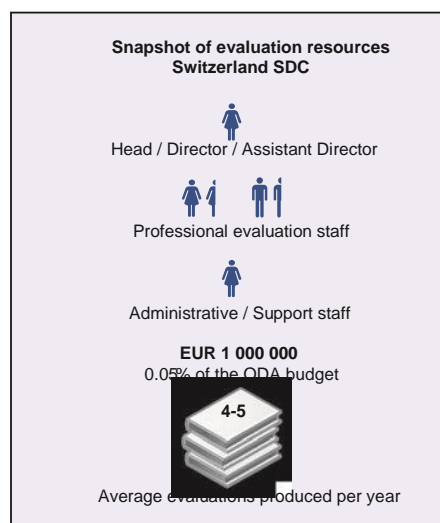 Snapshot of evaluation resources
Switzerland SDC
Head / Director / Assistant Director
Professional evaluation staff
Administrative / Support staff
EUR 1 000 000
0.05% of the ODA budget
4-5
Average evaluations produced per year